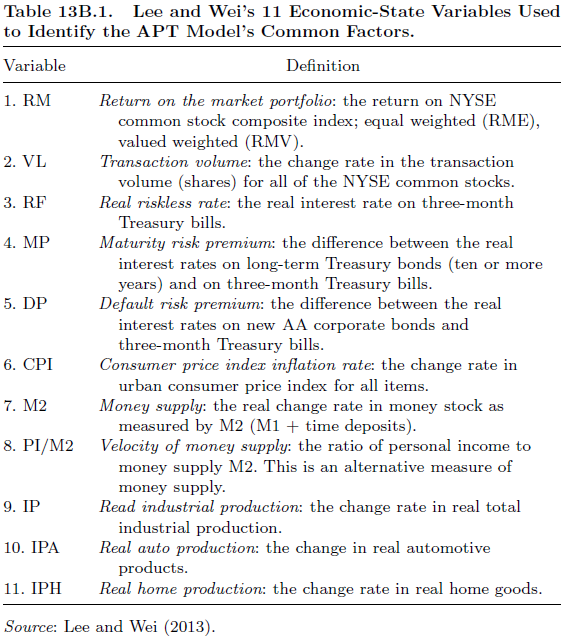 Table 13B.1. Lee and Wei's 11 Economic-State Variables Used
to Identify the APT Model's Common Factors.
Variable Definition
1. RM Return on the market portfolio: the return on NYSE
common stock composite index; equal weighted (RME),
valued weighted (RMV).
2. VL Transaction volume: the change rate in the transaction
volume (shares) for all of the NYSE common stocks.
3. RF Real riskless rate: the real interest rate on three-month
Treasury bills.
4. MP Maturity risk premium: the difference between the real
interest rates on long-term Treasury bonds (ten or more
years) and on three-month Treasury bills.
5. DP Default risk premium: the difference between the real
interest rates on new AA corporate bonds and
three-month Treasury bills.
6. CPI Consumer price index inflation rate: the change rate in
urban consumer price index for all items.
7. M2 Money supply: the real change rate in money stock as
measured by M2 (M1 + time deposits).
8. PI/M2 Velocity of money supply: the ratio of personal income to
money supply M2. This is an alternative measure of
money supply.
9. IP Read industrial production: the change rate in real total
industrial production.
10. IPA Real auto production: the change in real automotive
products.
11. IPH Real home production: the change rate in real home goods.
Source: Lee and Wei (2013).